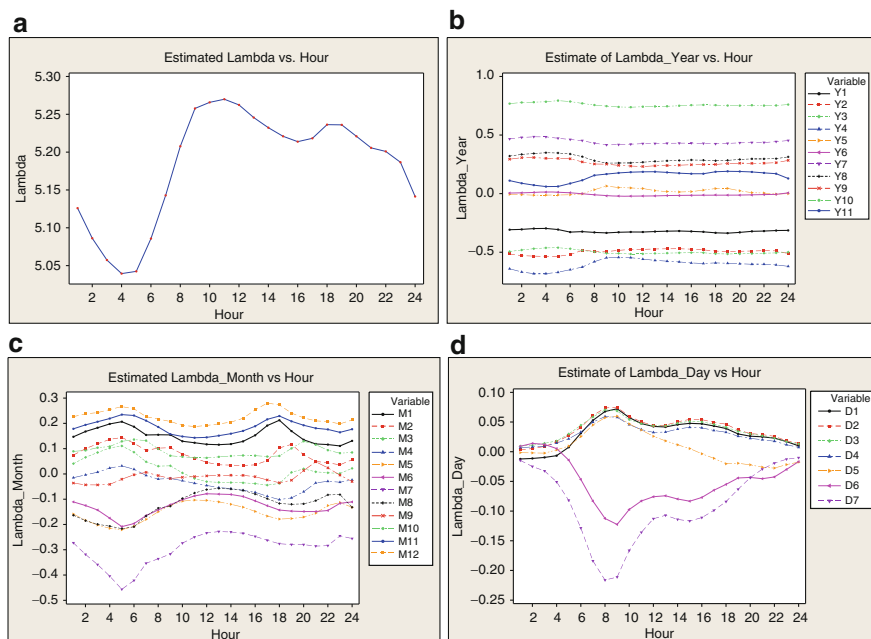 a
Estimated Lambda vs. Hour
5.30
5.25
5.20
5.15
5.10
5.05
Lambda
2 4 6 8 10 12 14 16 18 20 22 24
Hour
b
Estimate of Lambda_Year vs. Hour
1.0
0.5
0.0
−0.5
Lambda_Year
2 4 6 8 10 12 14 16 18 20 22 24
Hour
Variable
Y1
Y2
Y3
Y4
Y5
Y6
Y7
Y8
Y9
Y10
Y11
c
Estimated Lambda_Month vs Hour
0.3
0.2
0.1
0.0
−0.1
−0.2
−0.3
−0.4
−0.5
Lambda_Month
2 4 6 8 10 12 14 16 18 20 22 24
Hour
Variable
M1
M2
M3
M4
M5
M6
M7
M8
M9
M10
M11
M12
d
Estimate of Lambda_Day vs Hour
0.10
0.05
0.00
−0.05
−0.10
−0.15
−0.20
−0.25
Lambda_Day
2 4 6 8 10 12 14 16 18 20 22 24
Hour
Variable
D1
D2
D3
D4
D5
D6
D7